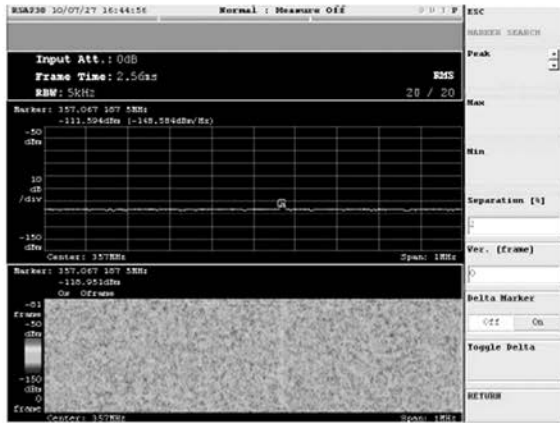 RSA230 10/07/27 16:44:56 Normal : Measure Off
ESC
MARKER SEARCH
Peak
Max
Min
Separation [%]
Ver. (frame)
0
Delta Marker
Off On
Toggle Delta
RETURN
Input Att.: 0dB
Frame Time: 2.56ms
RMS
RBW: 5kHz
20 / 20
Marker: 357.067 187 5MHz
-111.594dBm (-148.584dBm/Hz)
-50
dBm
10
dB
/div
-150
dBm
Center: 357MHz Span: 1MHz
Marker: 357.067 187 5MHz
-118.951dBm
0s 0frame
-81
frame
-50
dBm
-150
dBm
0
frame
Center: 357MHz Span: 1MHz